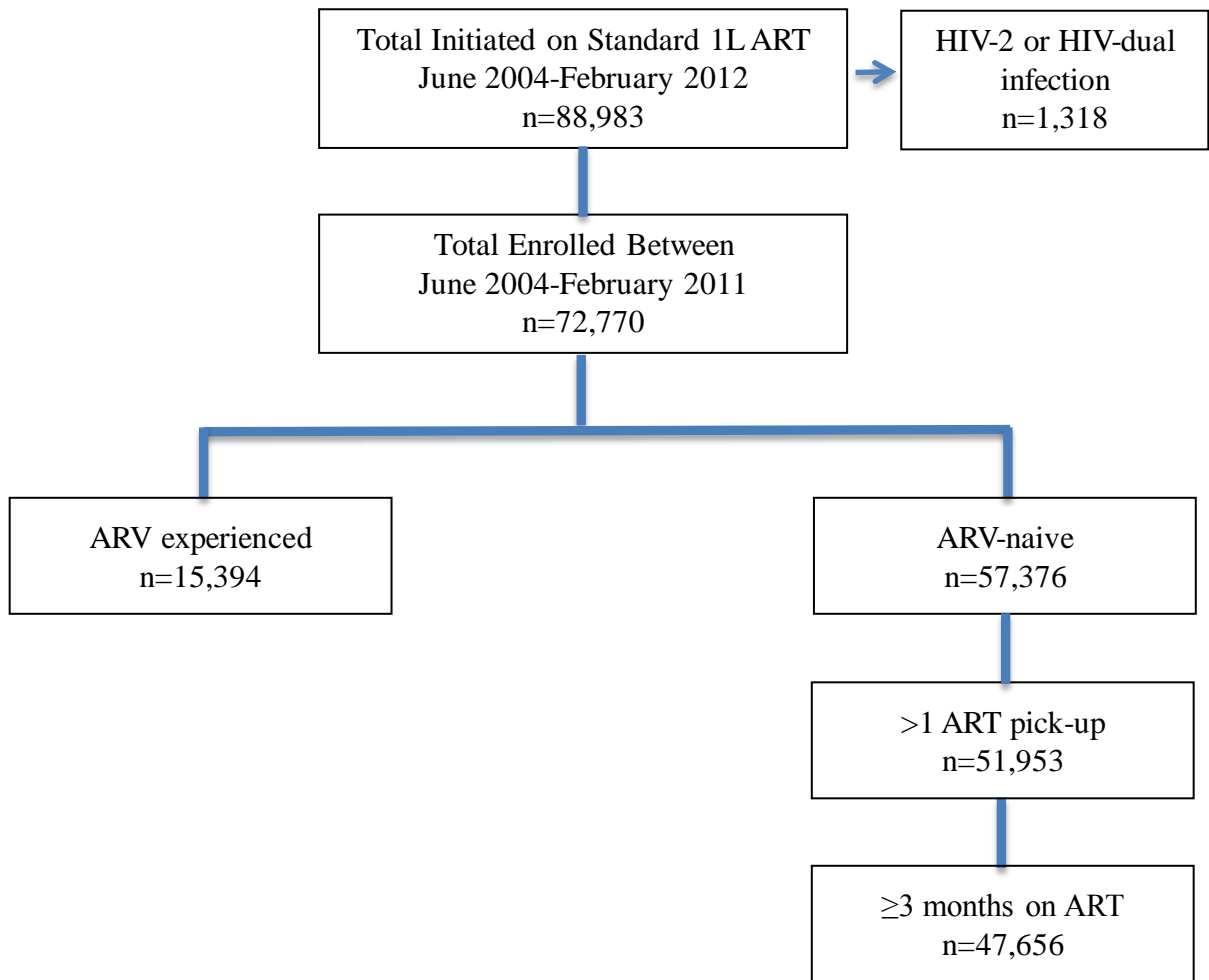 Total Initiated on Standard 1L ART
June 2004-February 2012
n=88,983
HIV-2 or HIV-dual
infection
n=1,318
Total Enrolled Between
June 2004-February 2011
n=72,770
ARV experienced
n=15,394
ARV-naive
n=57,376
>1 ART pick-up
n=51,953
≥3 months on ART
n=47,656